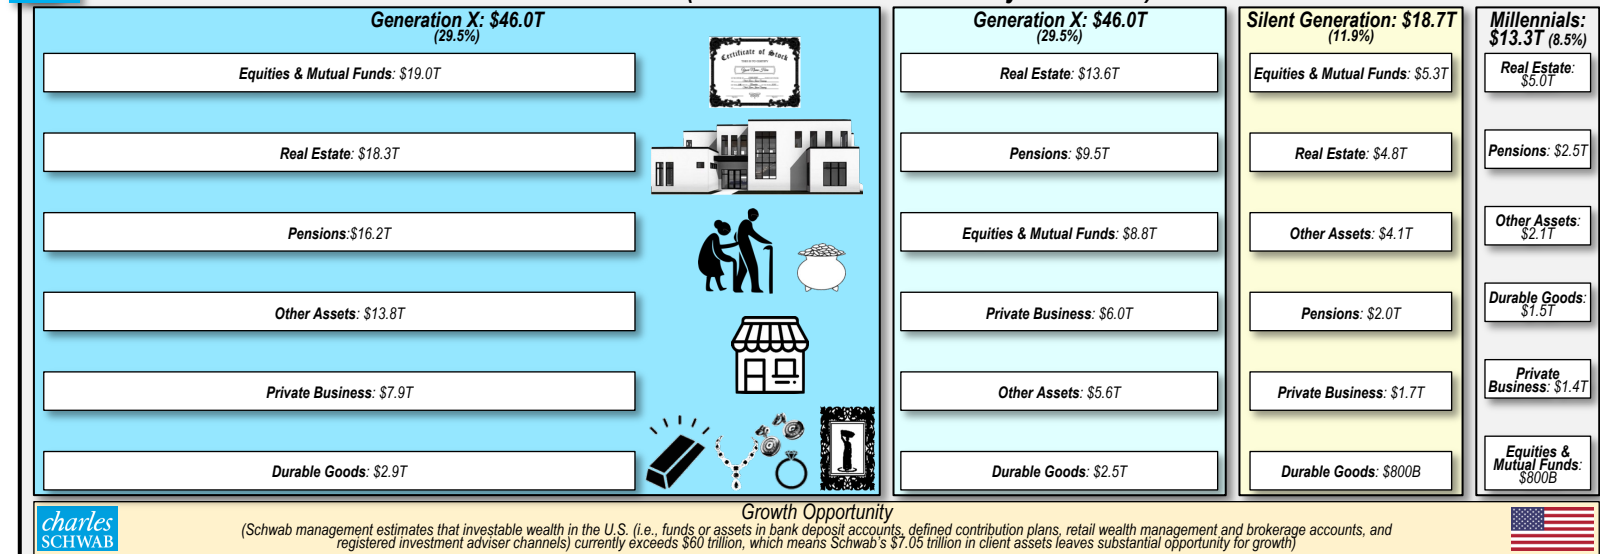 Generation X: $46.0T
(29.5%)
Equities & Mutual Funds: $19.0T
Real Estate: $18.3T
Pensions:$16.2T
Other Assets: $13.8T
Private Business: $7.9T
Durable Goods: $2.9T
Certificate of Stock
Generation X: $46.0T
(29.5%)
Real Estate: $13.6T
Pensions: $9.5T
Equities & Mutual Funds: $8.8T
Private Business: $6.0T
Other Assets: $5.6T
Durable Goods: $2.5T
Silent Generation: $18.7T
(11.9%)
Equities & Mutual Funds: $5.3T
Real Estate: $4.8T
Other Assets: $4.1T
Pensions: $2.0T
Private Business: $1.7T
Durable Goods: $800B
Millennials:
$13.3T (8.5%)
Real Estate:
$5.0T
Pensions: $2.5T
Other Assets:
$2.1T
Durable Goods:
$1.5T
Private
Business: $1.4T
Equities &
Mutual Funds:
$800B
charles
SCHWAB
Growth Opportunity
(Schwab management estimates that investable wealth in the U.S. (i.e., funds or assets in bank deposit accounts, defined contribution plans, retail wealth management and brokerage accounts, and
registered investment adviser channels) currently exceeds $60 trillion, which means Schwab's $7.05 trillion in client assets leaves substantial opportunity for growth)